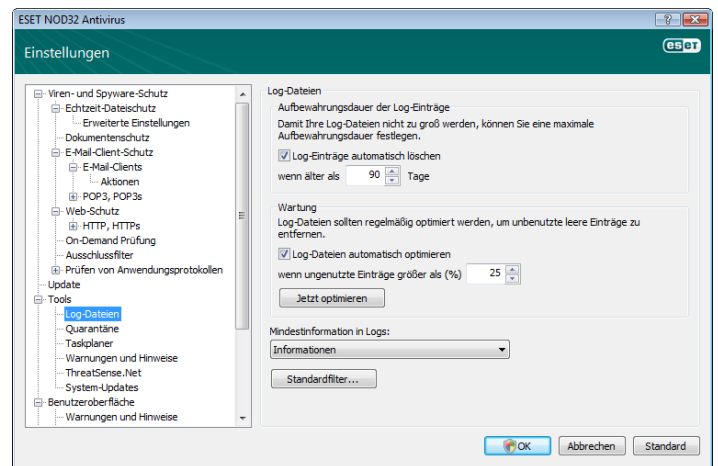 ESET NOD32 Antivirus
Einstellungen
eseT
Viren- und Spyware-Schutz
Echtzeit-Dateischutz
Erweiterte Einstellungen
Dokumentenschutz
E-Mail-Client-Schutz
E-Mail-Clients
Aktionen
POP3, POP3s
Web-Schutz
HTTP, HTTPs
On-Demand Prüfung
Ausschlussfilter
Prüfen von Anwendungsprotokollen
Update
Tools
Log-Dateien
Quarantäne
Taskplaner
Warnungen und Hinweise
ThreatSense.Net
System-Updates
Benutzeroberfläche
Warnungen und Hinweise
Log-Dateien
Aufbewahrungsdauer der Log-Einträge
Damit Ihre Log-Dateien nicht zu groß werden, können Sie eine maximale
Aufbewahrungsdauer festlegen.
Log-Einträge automatisch löschen
wenn älter als 90 Tage
Wartung
Log-Dateien sollten regelmäßig optimiert werden, um unbenutzte leere Einträge zu
entfernen.
Log-Dateien automatisch optimieren
wenn ungenutzte Einträge größer als (%) 25
Jetzt optimieren
Mindestinformation in Logs:
Informationen
Standardfilter...
OK Abbrechen Standard